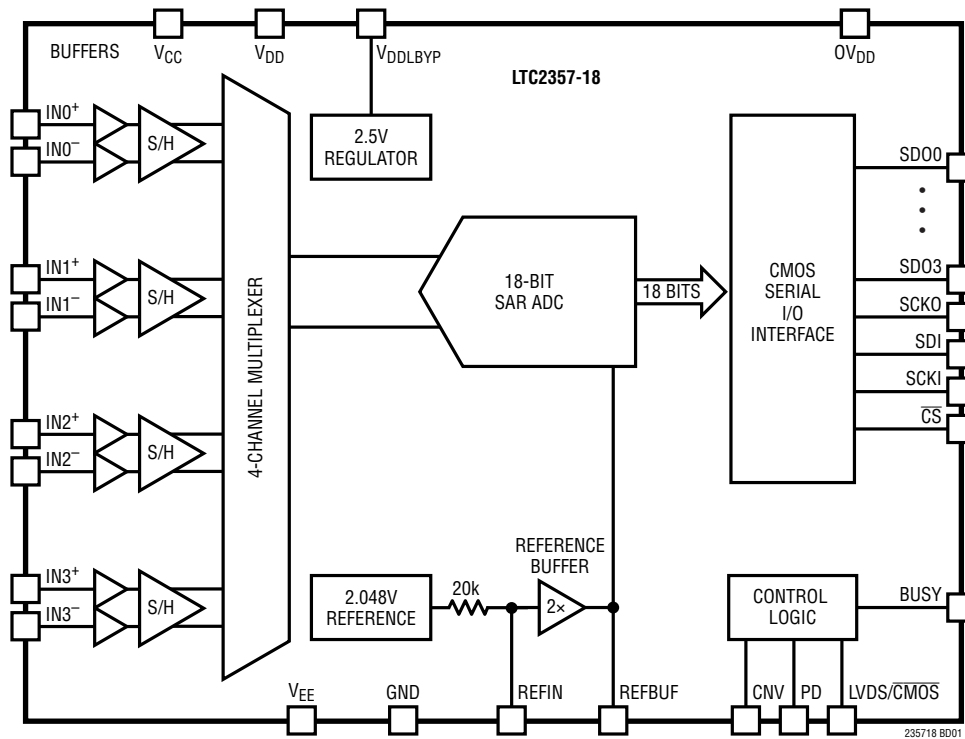 BUFFERS
VCC
VDD
VDDLBYP
OVDD
LTC2357-18
IN0+
IN0–
S/H
IN1+
IN1–
S/H
IN2+
IN2–
S/H
IN3+
IN3–
S/H
4-CHANNEL MULTIPLEXER
2.5V
REGULATOR
18-BIT
SAR ADC
18 BITS
CMOS
SERIAL
I/O
INTERFACE
SDO0
SDO3
SCKO
SDI
SCKI
CS
REFERENCE
BUFFER
2.048V
REFERENCE
20k
2×
CONTROL
LOGIC
BUSY
VEE
GND
REFIN
REFBUF
CNV
PD
LVDS/CMOS
235718 BD01